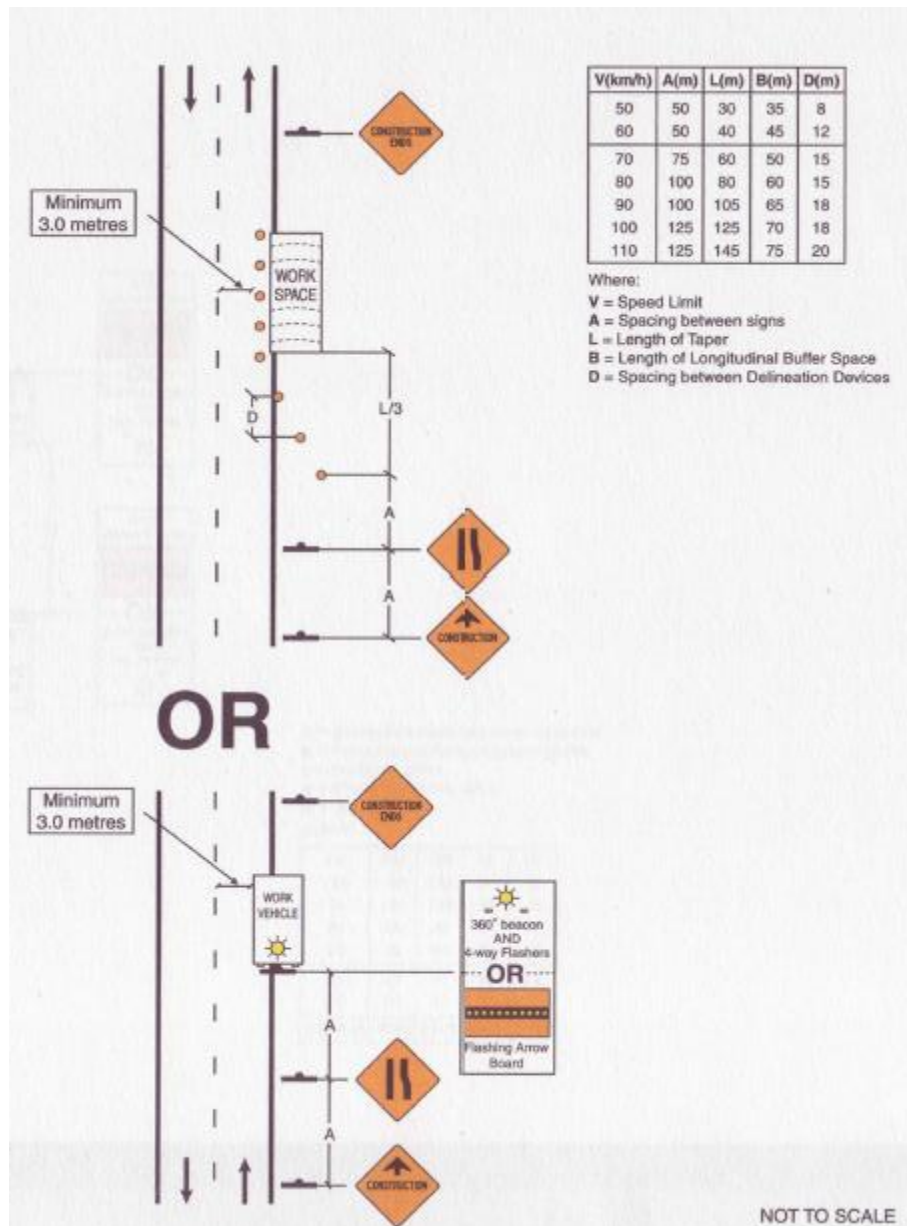 CONSTRUCTION
ENDS
V(km/h) A(m) L(m) B(m) D(m)
50 50 30 35 8
60 50 40 45 12
70 75 60 50 15
80 100 80 60 15
90 100 105 65 18
100 125 125 70 18
110 125 145 75 20
Where:
V = Speed Limit
A = Spacing between signs
L = Length of Taper
B = Length of Longitudinal Buffer Space
D = Spacing between Delineation Devices
Minimum
3.0 metres
WORK
SPACE
D
L/3
A
A
CONSTRUCTION
OR
Minimum
3.0 metres
CONSTRUCTION
ENDS
WORK
VEHICLE
360° beacon
AND
4-way Flashers
OR
Flashing Arrow
Board
A
A
CONSTRUCTION
NOT TO SCALE